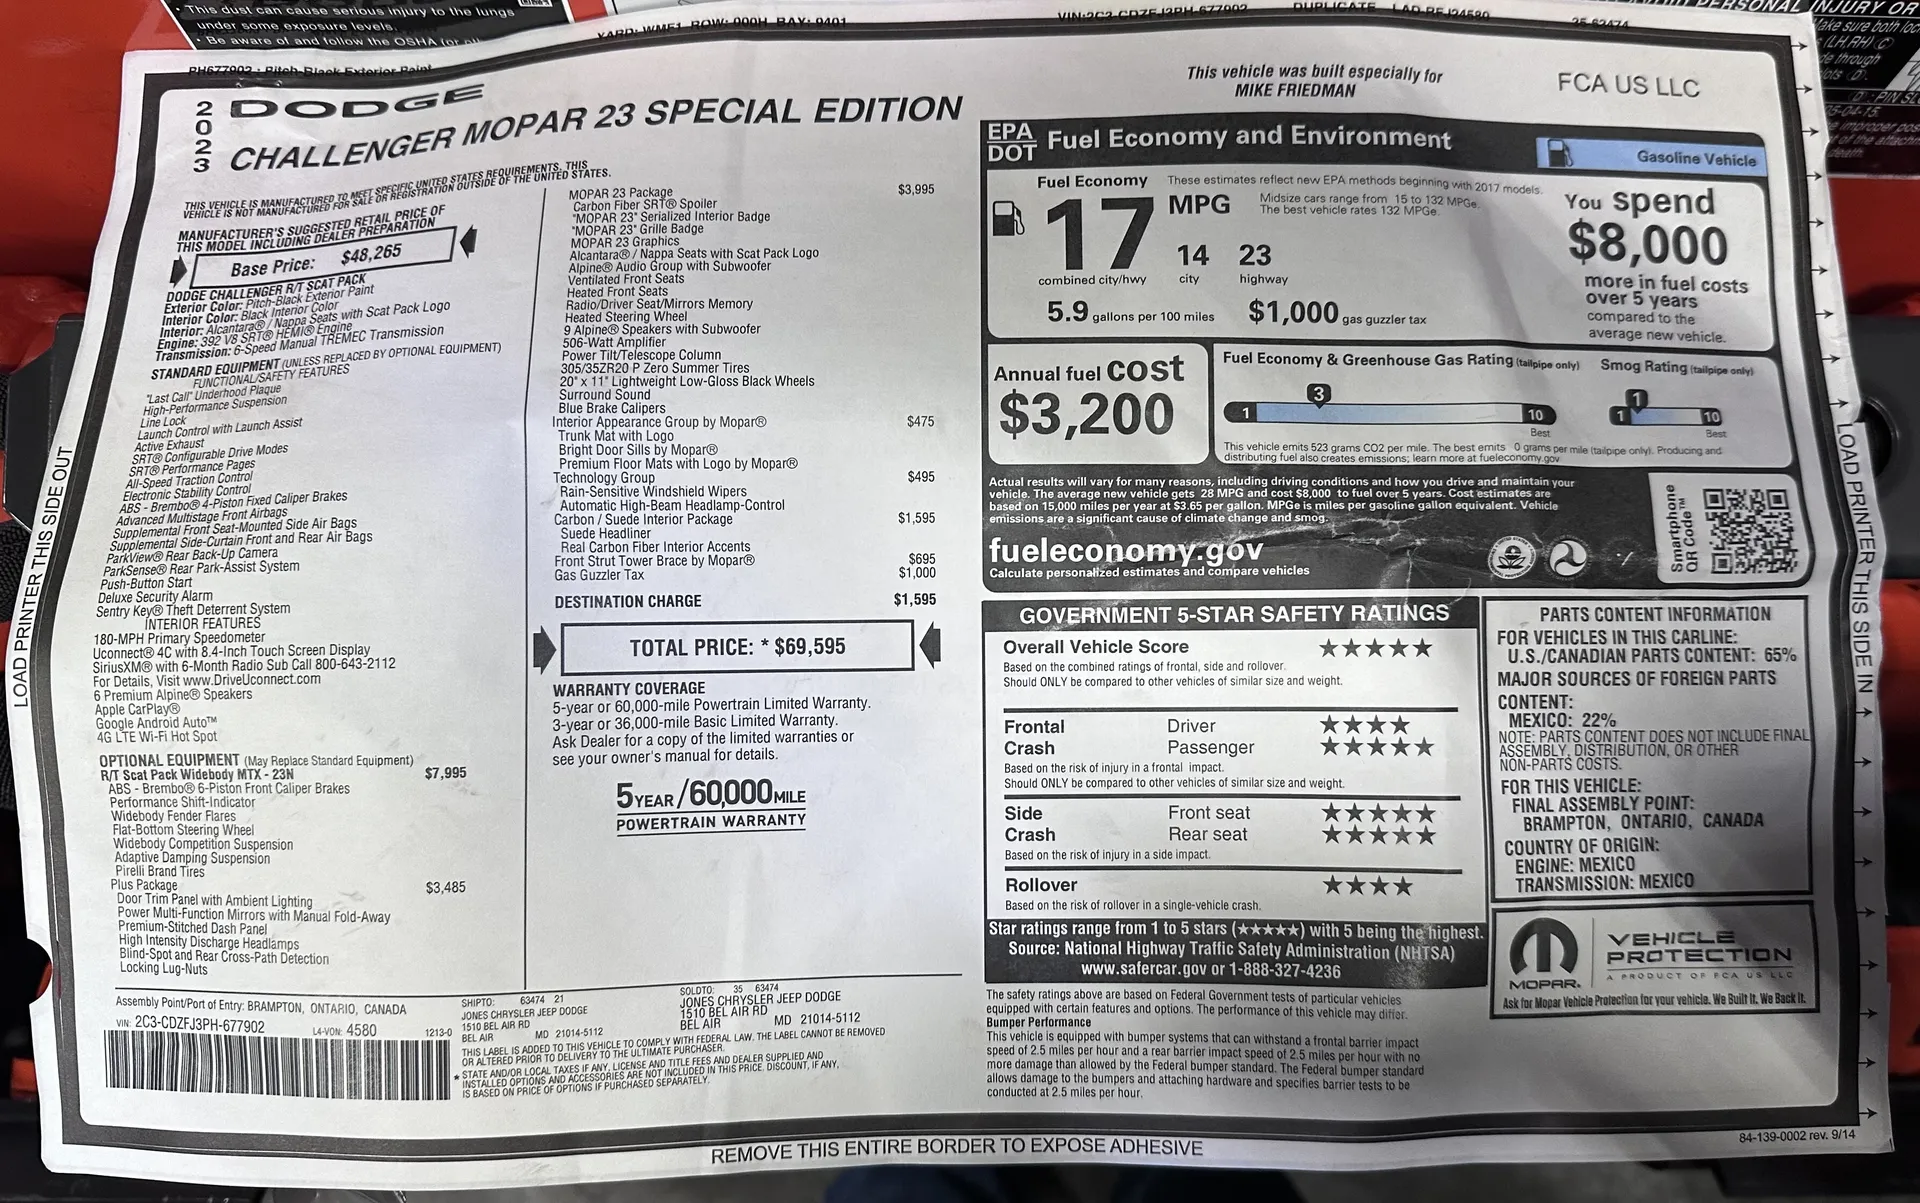 • This dust can cause serious injury to the lungs
under some exposure levels.
• Be aware of and follow the OSHA (or
YARD: WMF1 ROW: 000H BAY: 0401
VIN:2C3-CDZFJ3PH-677902
DUPLICATE
PERSONAL INJURY OR
PH677902 : Pitch-Black Exterior Paint
2023
DODGE
CHALLENGER MOPAR 23 SPECIAL EDITION
This vehicle was built especially for
MIKE FRIEDMAN
FCA US LLC
THIS VEHICLE IS MANUFACTURED TO MEET SPECIFIC UNITED STATES REQUIREMENTS. THIS
VEHICLE IS NOT MANUFACTURED FOR SALE OR REGISTRATION OUTSIDE OF THE UNITED STATES.
MANUFACTURER'S SUGGESTED RETAIL PRICE OF
THIS MODEL INCLUDING DEALER PREPARATION
Base Price: $48,265
DODGE CHALLENGER R/T SCAT PACK
Exterior Color: Pitch-Black Exterior Paint
Interior Color: Black Interior Color
Interior: Alcantara® / Nappa Seats with Scat Pack Logo
Engine: 392 V8 SRT® HEMI® Engine
Transmission: 6-Speed Manual TREMEC Transmission
STANDARD EQUIPMENT (UNLESS REPLACED BY OPTIONAL EQUIPMENT)
FUNCTIONAL/SAFETY FEATURES
"Last Call" Underhood Plaque
High-Performance Suspension
Line Lock
Launch Control with Launch Assist
Active Exhaust
SRT® Configurable Drive Modes
SRT® Performance Pages
All-Speed Traction Control
Electronic Stability Control
ABS - Brembo® 4-Piston Fixed Caliper Brakes
Advanced Multistage Front Airbags
Supplemental Front Seat-Mounted Side Air Bags
Supplemental Side-Curtain Front and Rear Air Bags
ParkView® Rear Back-Up Camera
ParkSense® Rear Park-Assist System
Push-Button Start
Deluxe Security Alarm
Sentry Key® Theft Deterrent System
INTERIOR FEATURES
180-MPH Primary Speedometer
Uconnect® 4C with 8.4-Inch Touch Screen Display
SiriusXM® with 6-Month Radio Sub Call 800-643-2112
For Details, Visit www.DriveUconnect.com
6 Premium Alpine® Speakers
Apple CarPlay®
Google Android Auto™
4G LTE Wi-Fi Hot Spot
OPTIONAL EQUIPMENT (May Replace Standard Equipment)
R/T Scat Pack Widebody MTX - 23N $7,995
ABS - Brembo® 6-Piston Front Caliper Brakes
Performance Shift-Indicator
Widebody Fender Flares
Flat-Bottom Steering Wheel
Widebody Competition Suspension
Adaptive Damping Suspension
Pirelli Brand Tires
Plus Package $3,485
Door Trim Panel with Ambient Lighting
Power Multi-Function Mirrors with Manual Fold-Away
Premium-Stitched Dash Panel
High Intensity Discharge Headlamps
Blind-Spot and Rear Cross-Path Detection
Locking Lug-Nuts
MOPAR 23 Package $3,995
Carbon Fiber SRT® Spoiler
"MOPAR 23" Serialized Interior Badge
"MOPAR 23" Grille Badge
MOPAR 23 Graphics
Alcantara® / Nappa Seats with Scat Pack Logo
Alpine® Audio Group with Subwoofer
Ventilated Front Seats
Heated Front Seats
Radio/Driver Seat/Mirrors Memory
Heated Steering Wheel
9 Alpine® Speakers with Subwoofer
506-Watt Amplifier
Power Tilt/Telescope Column
305/35ZR20 P Zero Summer Tires
20" x 11" Lightweight Low-Gloss Black Wheels
Surround Sound
Blue Brake Calipers
Interior Appearance Group by Mopar® $475
Trunk Mat with Logo
Bright Door Sills by Mopar®
Premium Floor Mats with Logo by Mopar®
Technology Group $495
Rain-Sensitive Windshield Wipers
Automatic High-Beam Headlamp-Control
Carbon / Suede Interior Package $1,595
Suede Headliner
Real Carbon Fiber Interior Accents
Front Strut Tower Brace by Mopar® $695
Gas Guzzler Tax $1,000
DESTINATION CHARGE $1,595
TOTAL PRICE: * $69,595
WARRANTY COVERAGE
5-year or 60,000-mile Powertrain Limited Warranty.
3-year or 36,000-mile Basic Limited Warranty.
Ask Dealer for a copy of the limited warranties or
see your owner's manual for details.
5YEAR/60,000MILE
POWERTRAIN WARRANTY
Assembly Point/Port of Entry: BRAMPTON, ONTARIO, CANADA
VIN: 2C3-CDZFJ3PH-677902 L4-VON: 4580 1213-0
SHIPTO: 63474 21
JONES CHRYSLER JEEP DODGE
1510 BEL AIR RD
BEL AIR MD 21014-5112
SOLDTO: 35 63474
JONES CHRYSLER JEEP DODGE
1510 BEL AIR RD
BEL AIR MD 21014-5112
THIS LABEL IS ADDED TO THIS VEHICLE TO COMPLY WITH FEDERAL LAW. THE LABEL CANNOT BE REMOVED
OR ALTERED PRIOR TO DELIVERY TO THE ULTIMATE PURCHASER.
* STATE AND/OR LOCAL TAXES IF ANY, LICENSE AND TITLE FEES AND DEALER SUPPLIED AND
INSTALLED OPTIONS AND ACCESSORIES ARE NOT INCLUDED IN THIS PRICE. DISCOUNT, IF ANY,
IS BASED ON PRICE OF OPTIONS IF PURCHASED SEPARATELY.
EPA
DOT
Fuel Economy and Environment
Gasoline Vehicle
Fuel Economy
These estimates reflect new EPA methods beginning with 2017 models.
17 MPG
Midsize cars range from 15 to 132 MPGe.
The best vehicle rates 132 MPGe.
14 23
combined city/hwy city highway
5.9 gallons per 100 miles
$1,000 gas guzzler tax
You spend
$8,000
more in fuel costs
over 5 years
compared to the
average new vehicle.
Annual fuel cost
$3,200
Fuel Economy & Greenhouse Gas Rating (tailpipe only)
3
1 10
Best
Smog Rating (tailpipe only)
1
1 10
Best
This vehicle emits 523 grams CO2 per mile. The best emits 0 grams per mile (tailpipe only). Producing and
distributing fuel also creates emissions; learn more at fueleconomy.gov
Actual results will vary for many reasons, including driving conditions and how you drive and maintain your
vehicle. The average new vehicle gets 28 MPG and cost $8,000 to fuel over 5 years. Cost estimates are
based on 15,000 miles per year at $3.65 per gallon. MPGe is miles per gasoline gallon equivalent. Vehicle
emissions are a significant cause of climate change and smog.
fueleconomy.gov
Calculate personalized estimates and compare vehicles
Smartphone
QR Code™
GOVERNMENT 5-STAR SAFETY RATINGS
Overall Vehicle Score ★★★★★
Based on the combined ratings of frontal, side and rollover.
Should ONLY be compared to other vehicles of similar size and weight.
Frontal Driver ★★★★
Crash Passenger ★★★★★
Based on the risk of injury in a frontal impact.
Should ONLY be compared to other vehicles of similar size and weight.
Side Front seat ★★★★★
Crash Rear seat ★★★★★
Based on the risk of injury in a side impact.
Rollover ★★★★
Based on the risk of rollover in a single-vehicle crash.
Star ratings range from 1 to 5 stars (★★★★★) with 5 being the highest.
Source: National Highway Traffic Safety Administration (NHTSA)
www.safercar.gov or 1-888-327-4236
The safety ratings above are based on Federal Government tests of particular vehicles
equipped with certain features and options. The performance of this vehicle may differ.
Bumper Performance
This vehicle is equipped with bumper systems that can withstand a frontal barrier impact
speed of 2.5 miles per hour and a rear barrier impact speed of 2.5 miles per hour with no
more damage than allowed by the Federal bumper standard. The Federal bumper standard
allows damage to the bumpers and attaching hardware and specifies barrier tests to be
conducted at 2.5 miles per hour.
PARTS CONTENT INFORMATION
FOR VEHICLES IN THIS CARLINE:
U.S./CANADIAN PARTS CONTENT: 65%
MAJOR SOURCES OF FOREIGN PARTS
CONTENT:
MEXICO: 22%
NOTE: PARTS CONTENT DOES NOT INCLUDE FINAL
ASSEMBLY, DISTRIBUTION, OR OTHER
NON-PARTS COSTS.
FOR THIS VEHICLE:
FINAL ASSEMBLY POINT:
BRAMPTON, ONTARIO, CANADA
COUNTRY OF ORIGIN:
ENGINE: MEXICO
TRANSMISSION: MEXICO
MOPAR.
VEHICLE
PROTECTION
A PRODUCT OF FCA US LLC
Ask for Mopar Vehicle Protection for your vehicle. We Built It. We Back It.
LOAD PRINTER THIS SIDE OUT
LOAD PRINTER THIS SIDE IN
84-139-0002 rev. 9/14
REMOVE THIS ENTIRE BORDER TO EXPOSE ADHESIVE